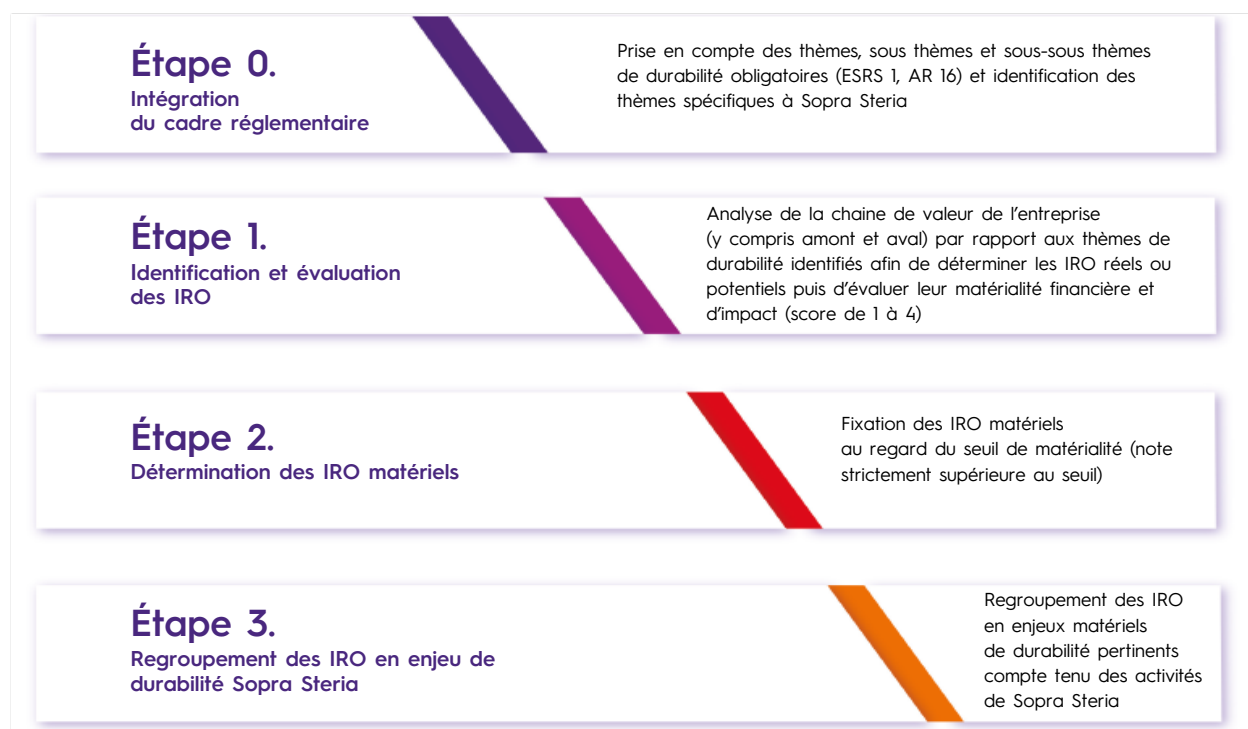 Étape 0.
Intégration
du cadre réglementaire
Prise en compte des thèmes, sous thèmes et sous-sous thèmes
de durabilité obligatoires (ESRS 1, AR 16) et identification des
thèmes spécifiques à Sopra Steria
Étape 1.
Identification et évaluation
des IRO
Analyse de la chaine de valeur de l'entreprise
(y compris amont et aval) par rapport aux thèmes de
durabilité identifiés afin de déterminer les IRO réels ou
potentiels puis d'évaluer leur matérialité financière et
d'impact (score de 1 à 4)
Étape 2.
Détermination des IRO matériels
Fixation des IRO matériels
au regard du seuil de matérialité (note
strictement supérieure au seuil)
Étape 3.
Regroupement des IRO en enjeu de
durabilité Sopra Steria
Regroupement des IRO
en enjeux matériels
de durabilité pertinents
compte tenu des activités
de Sopra Steria